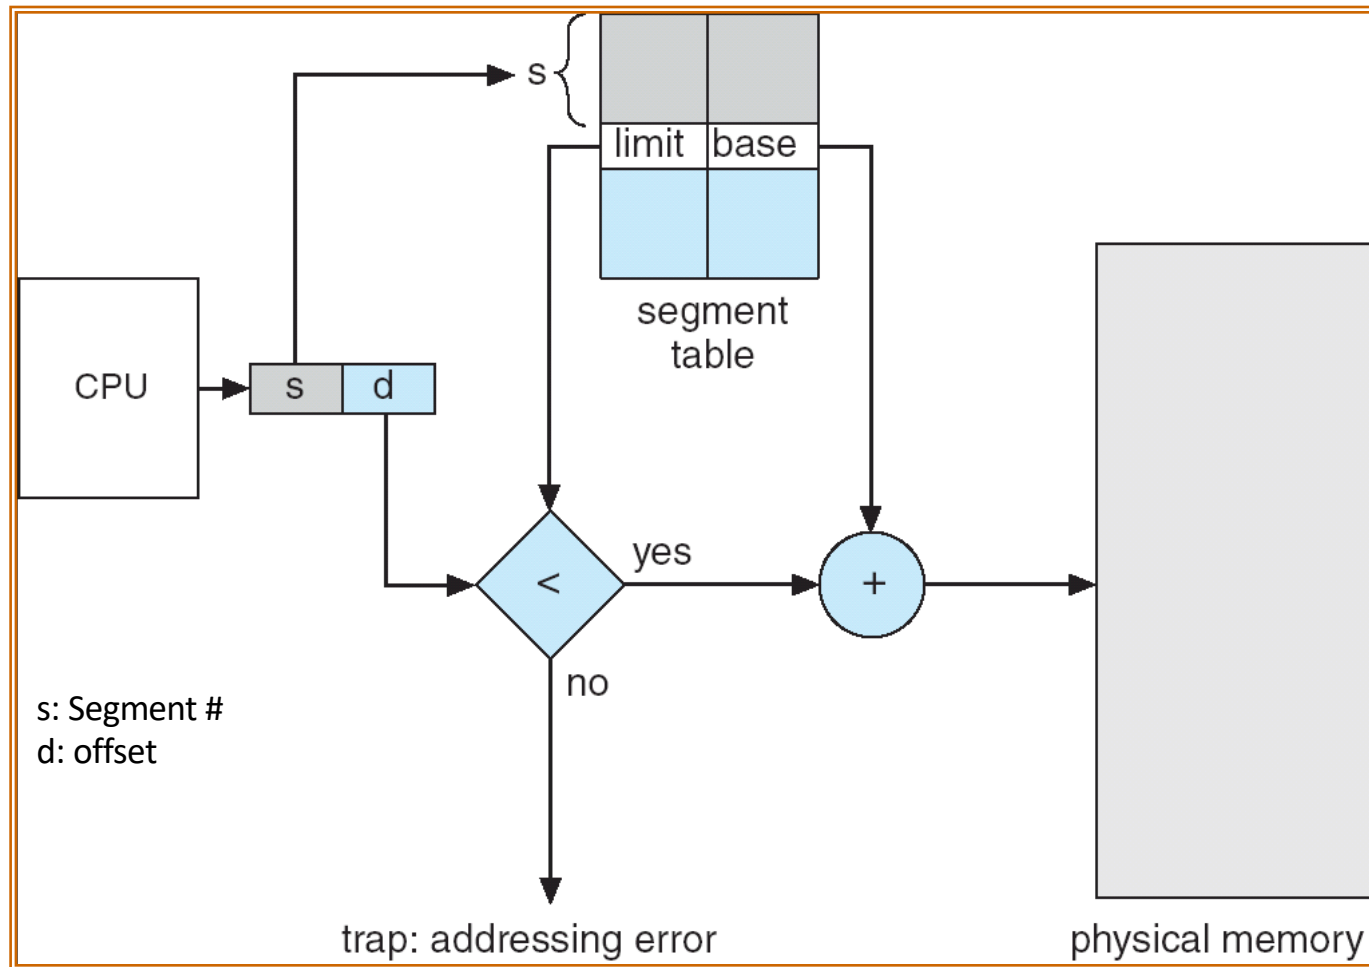 s
limit base
segment
table
CPU
s d
<
yes
+
no
s: Segment #
d: offset
trap: addressing error
physical memory